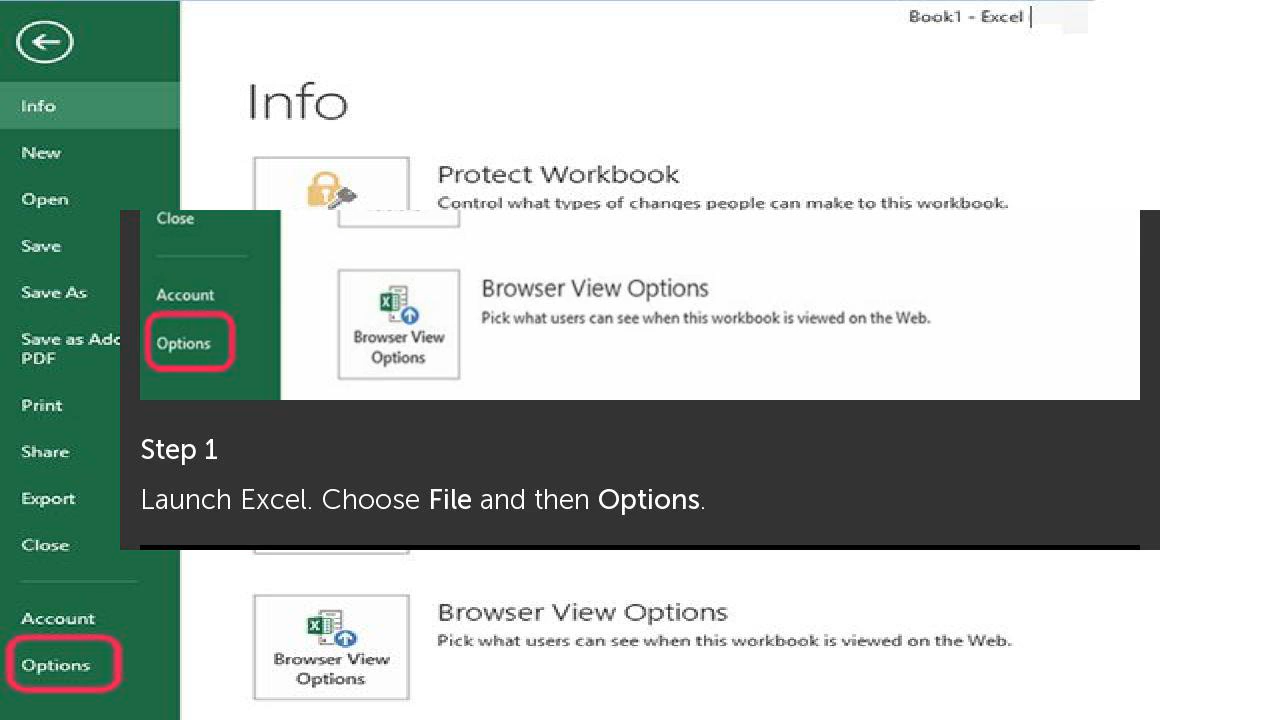 Book1 - Excel
Info
Info
New
Open
Save
Save As
Save as Adc
PDF
Print
Share
Export
Close
Account
Options
Protect Workbook
Control what types of changes people can make to this workbook.
Close
Account
Options
Browser View
Options
Browser View Options
Pick what users can see when this workbook is viewed on the Web.
Step 1
Launch Excel. Choose File and then Options.
Browser View
Options
Browser View Options
Pick what users can see when this workbook is viewed on the Web.